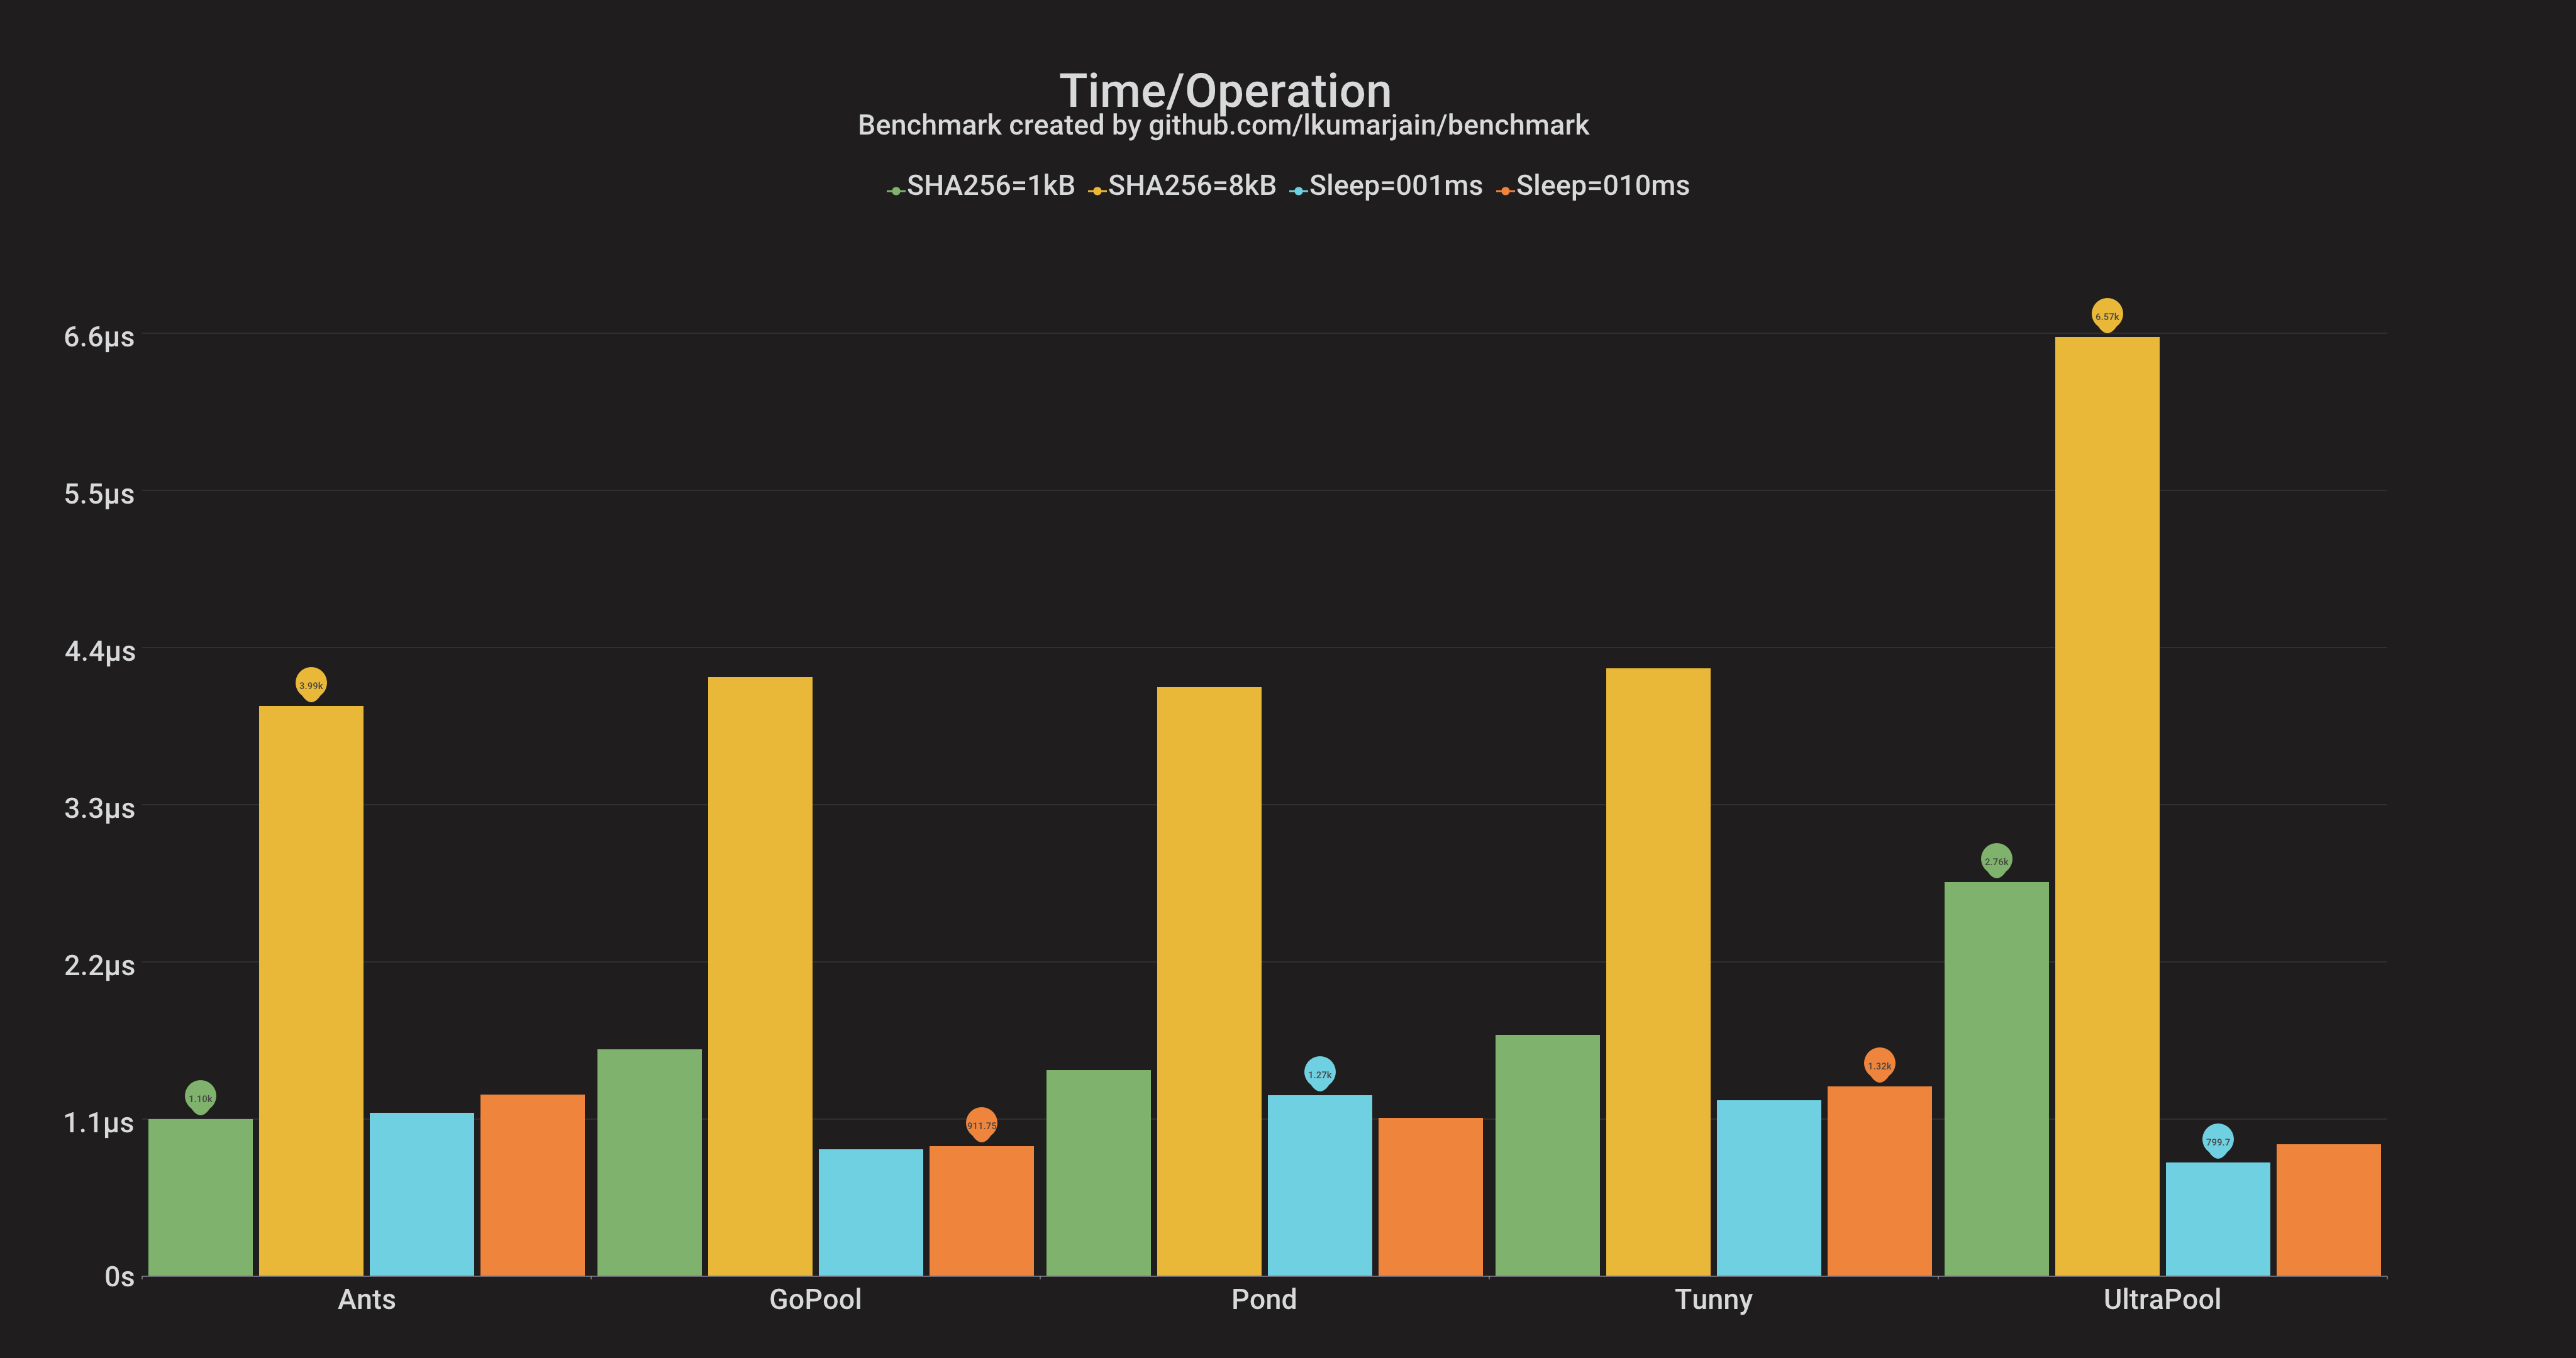 Time/Operation
Benchmark created by github.com/lkumarjain/benchmark
SHA256=1kB SHA256=8kB Sleep=001ms Sleep=010ms
6.57k
6.6µs
5.5µs
4.4µs
3.99k
3.3µs
2.76k
2.2µs
1.27k
1.32k
1.10k
1.1µs
911.75
799.7
0s
Ants GoPool Pond Tunny UltraPool